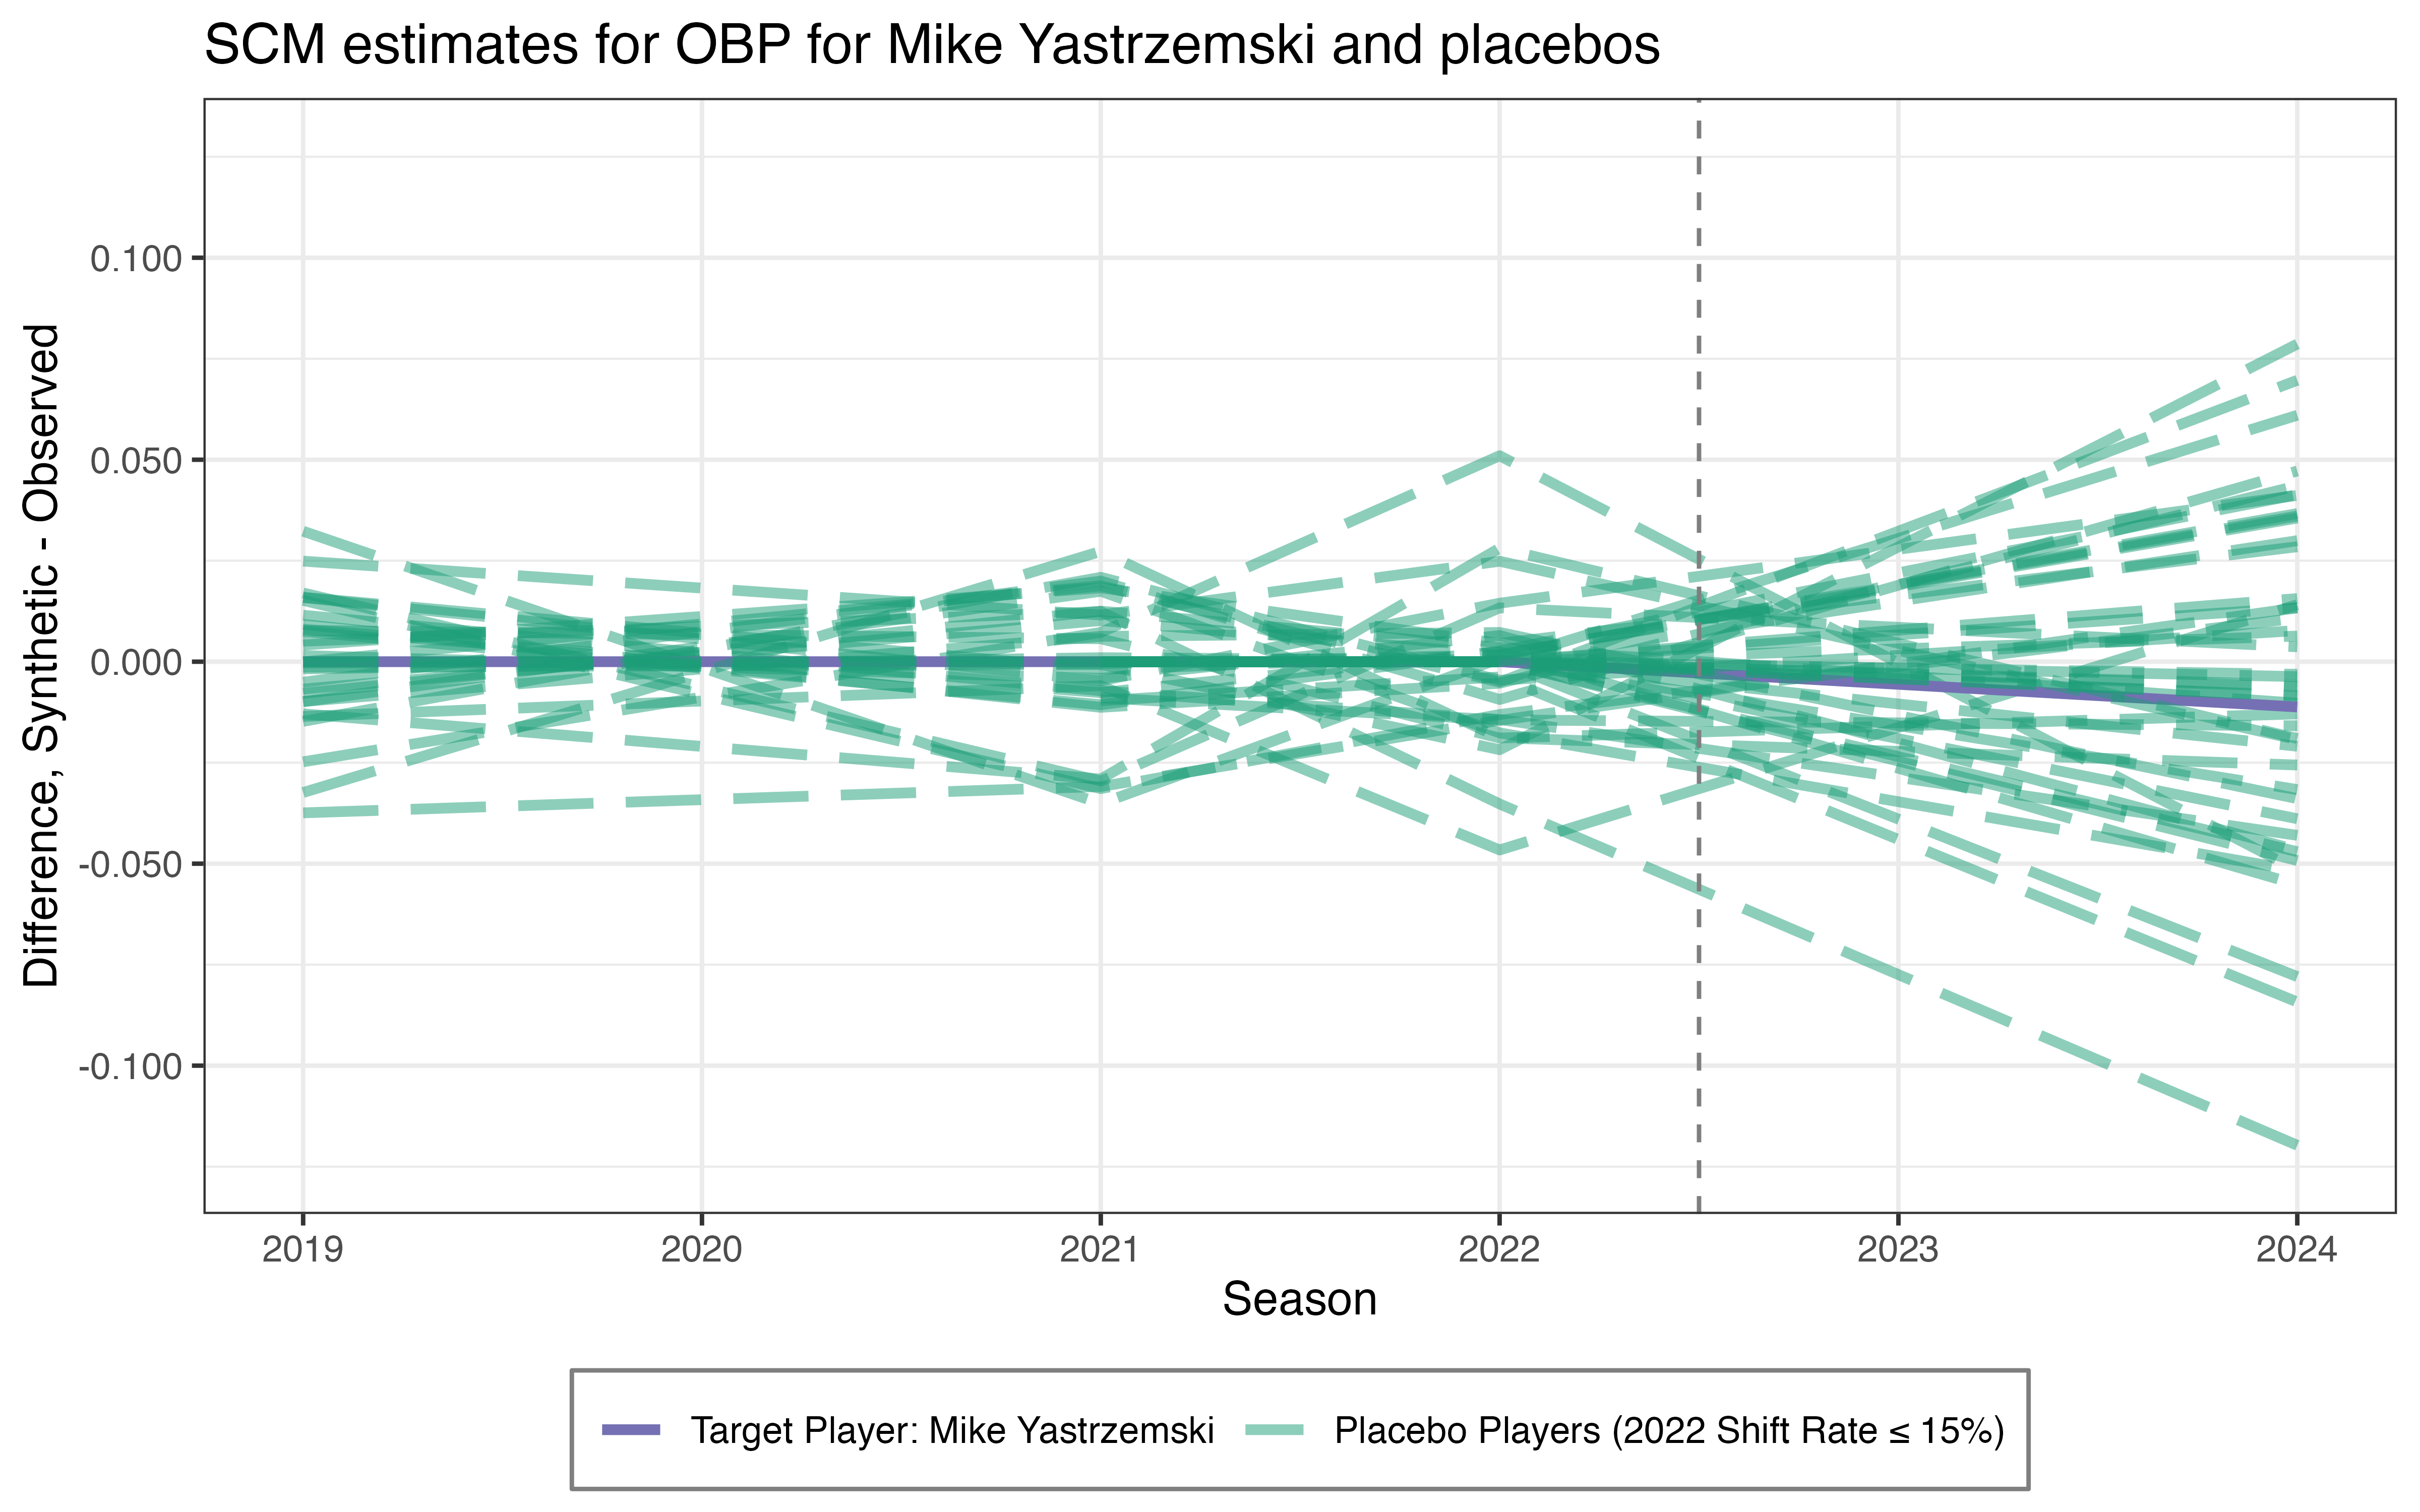 SCM estimates for OBP for Mike Yastrzemski and placebos
Difference, Synthetic - Observed
0.100
0.050
0.000
-0.050
-0.100
2019 2020 2021 2022 2023 2024
Season
Target Player: Mike Yastrzemski Placebo Players (2022 Shift Rate ≤ 15%)